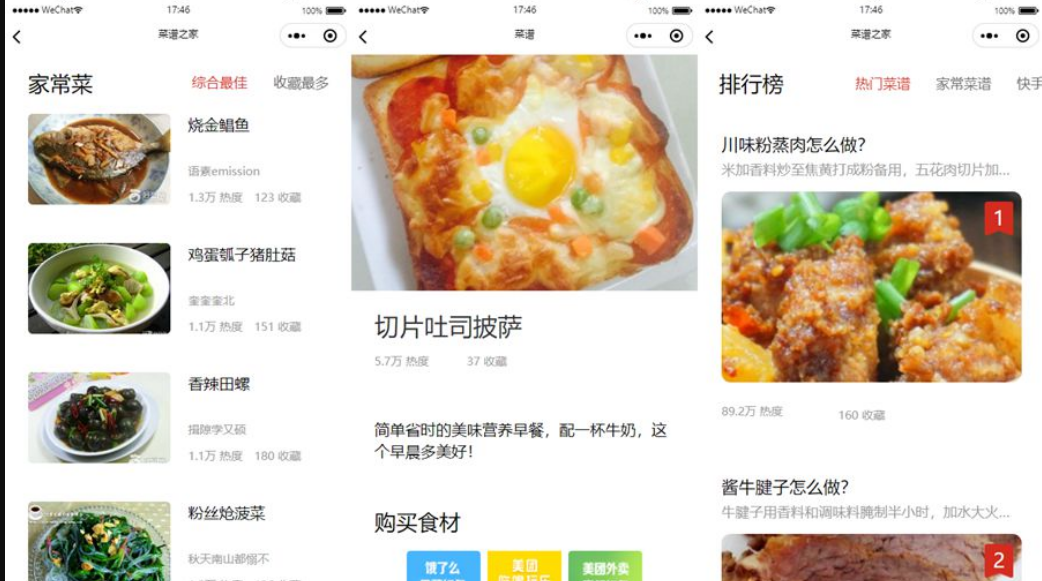 ●●●●● WeChat
17:46
100%
菜谱之家
家常菜
综合最佳
收藏最多
烧金鲳鱼
语素emission
1.3万 热度 123 收藏
鸡蛋瓠子猪肚菇
奎奎奎北
1.1万 热度 151 收藏
香辣田螺
揖隙孛又硕
1.1万 热度 180 收藏
粉丝炝菠菜
秋天南山都愠不
●●●●● WeChat
17:46
100%
菜谱
切片吐司披萨
5.7万 热度 37 收藏
简单省时的美味营养早餐，配一杯牛奶，这
个早晨多美好！
购买食材
饿了么
美团
美团外卖
●●●●● WeChat
17:46
100%
菜谱之家
排行榜
热门菜谱
家常菜谱
快手
川味粉蒸肉怎么做?
米加香料炒至焦黄打成粉备用，五花肉切片加...
1
89.2万 热度
160 收藏
酱牛腱子怎么做?
牛腱子用香料和调味料腌制半小时，加水大火...
2